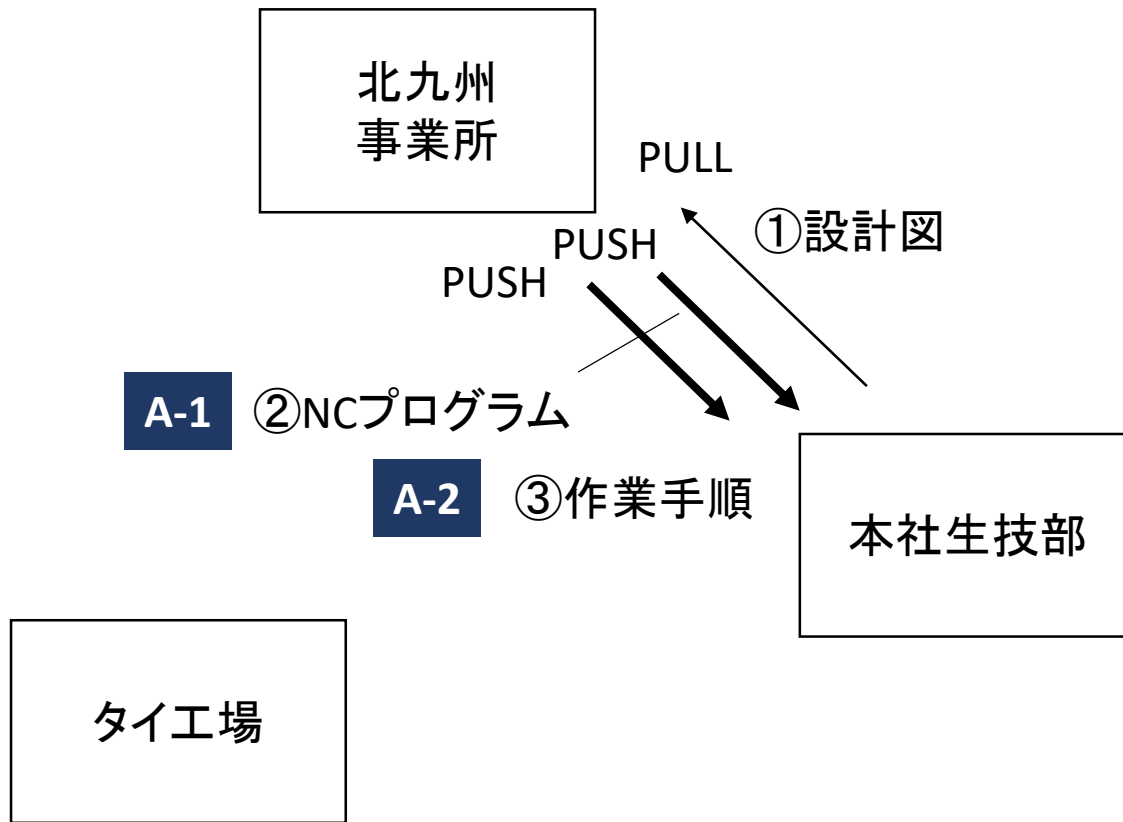 北九州
事業所
PULL
①設計図
PUSH
PUSH
A-1 ②NCプログラム
A-2 ③作業手順
本社生技部
タイ工場